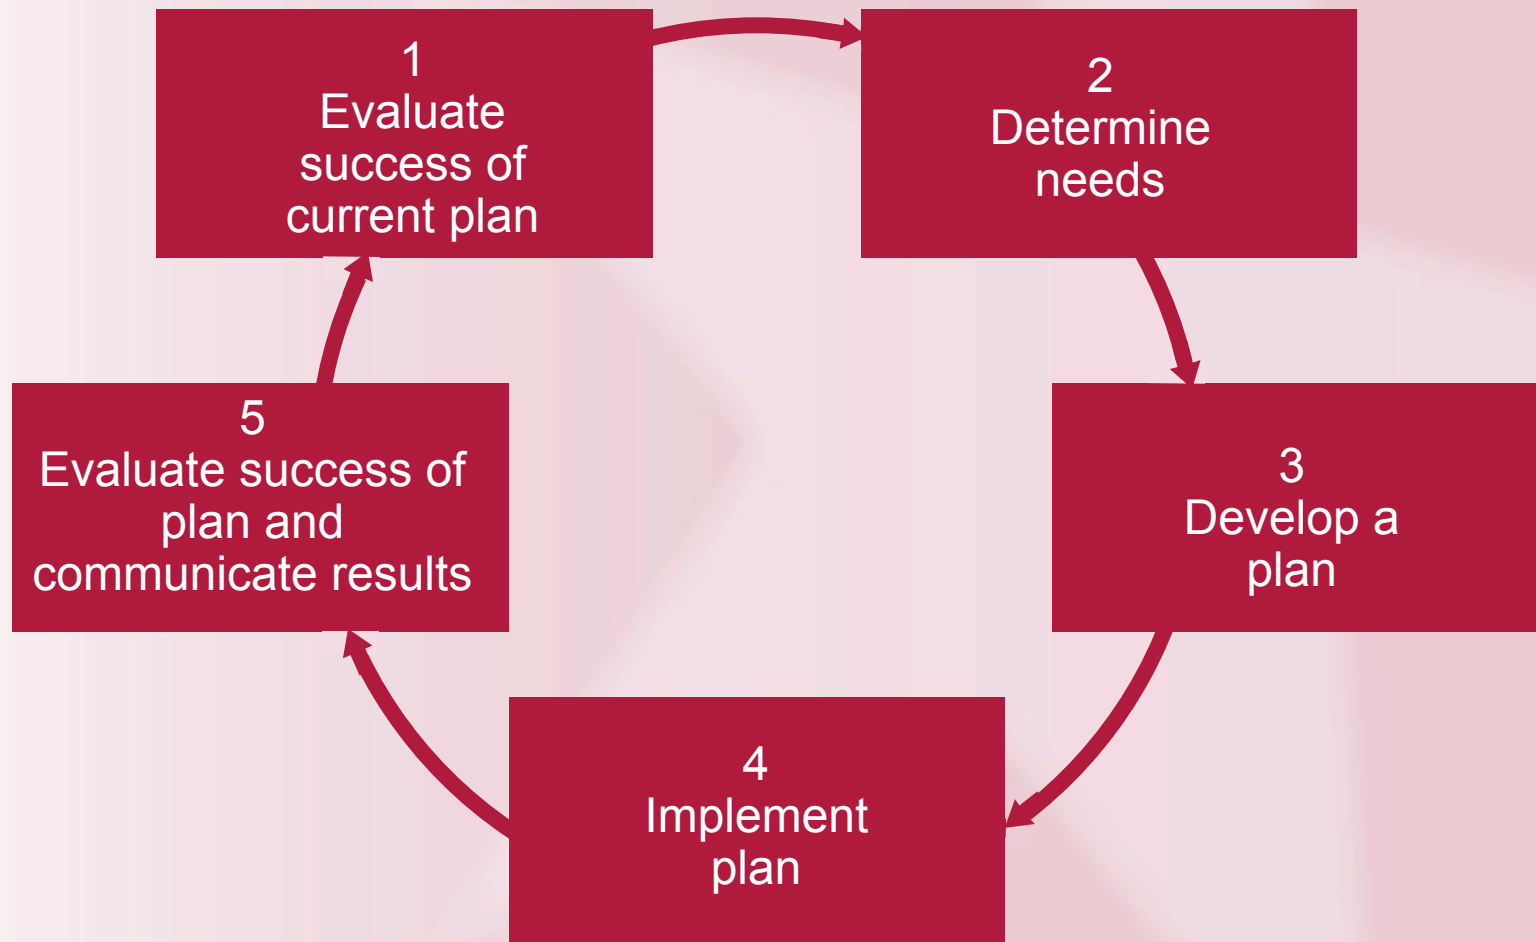 1
Evaluate
success of
current plan
2
Determine
needs
3
Develop a
plan
4
Implement
plan
5
Evaluate success of
plan and
communicate results